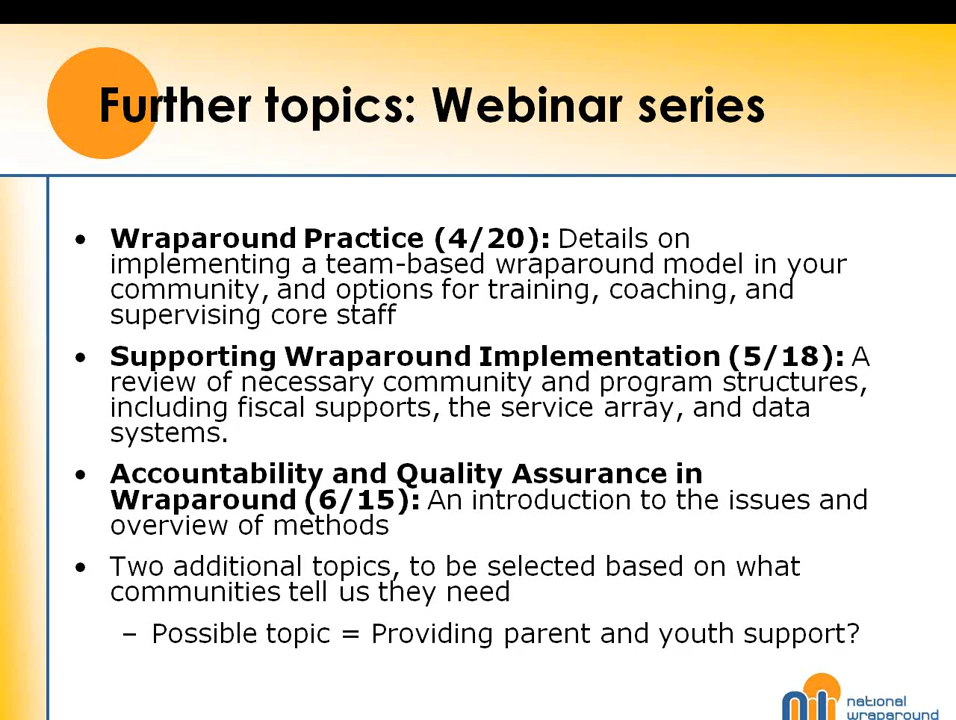 Further topics: Webinar series
• Wraparound Practice (4/20): Details on
implementing a team-based wraparound model in your
community, and options for training, coaching, and
supervising core staff
• Supporting Wraparound Implementation (5/18): A
review of necessary community and program structures,
including fiscal supports, the service array, and data
systems.
• Accountability and Quality Assurance in
Wraparound (6/15): An introduction to the issues and
overview of methods
• Two additional topics, to be selected based on what
communities tell us they need
– Possible topic = Providing parent and youth support?
national
wraparound